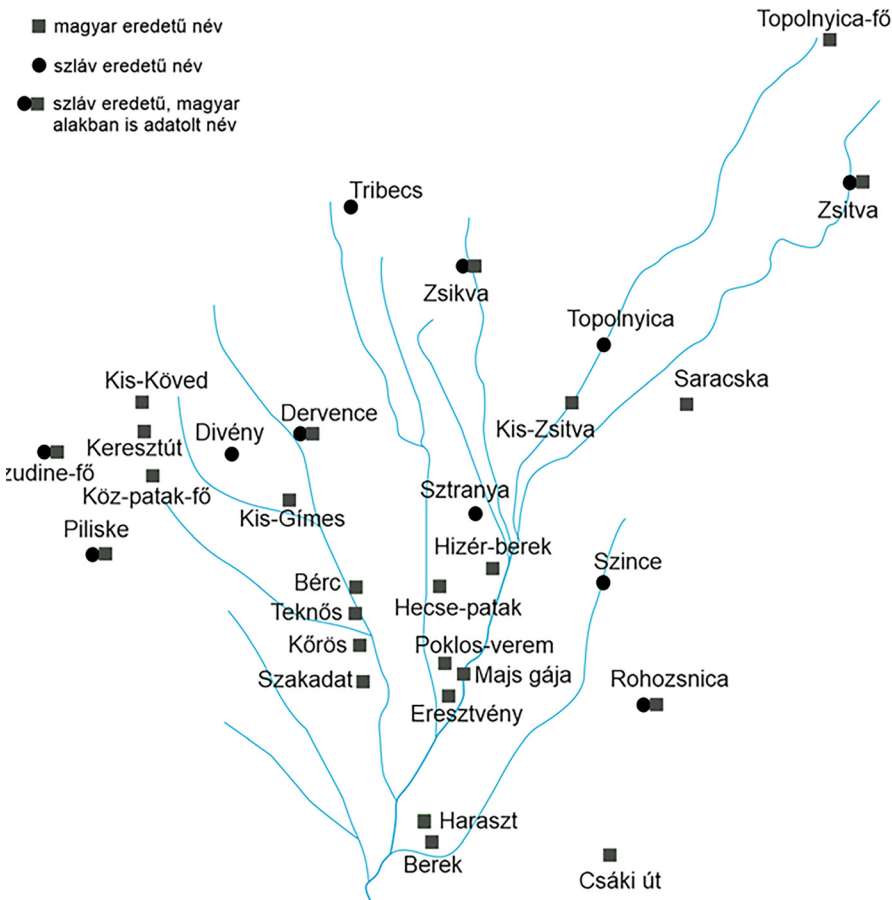 Topolnyica-fő
magyar eredetű név
szláv eredetű név
szláv eredetű, magyar
alakban is adatolt név
Tribecs
Zsitva
Zsikva
Topolnyica
Saracska
Kis-Köved
Dervence
Kis-Zsitva
Divény
Keresztút
zudine-fő
Köz-patak-fő
Sztranya
Kis-Gímes
Piliske
Hizér-berek
Szince
Bérc
Hecse-patak
Teknős
Kőrös
Poklos-verem
Majs gája
Szakadat
Rohozsnica
Eresztvény
Haraszt
Berek
Csáki út